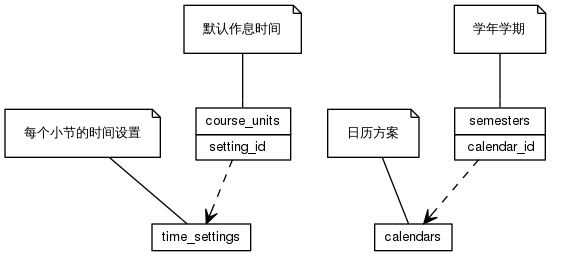 默认作息时间
学年学期
每个小节的时间设置
course_units
setting_id
日历方案
semesters
calendar_id
time_settings
calendars